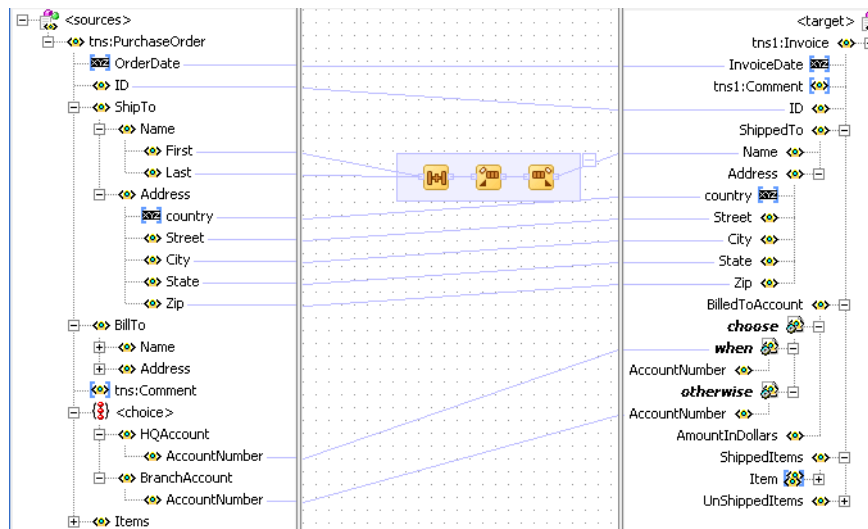 <sources>
tns:PurchaseOrder
OrderDate
ID
ShipTo
Name
First
Last
Address
country
Street
City
State
Zip
BillTo
Name
Address
tns:Comment
<choice>
HQAccount
AccountNumber
BranchAccount
AccountNumber
Items
<target>
tns1:Invoice
InvoiceDate
tns1:Comment
ID
ShippedTo
Name
Address
country
Street
City
State
Zip
BilledToAccount
choose
when
AccountNumber
otherwise
AccountNumber
AmountInDollars
ShippedItems
Item
UnShippedItems